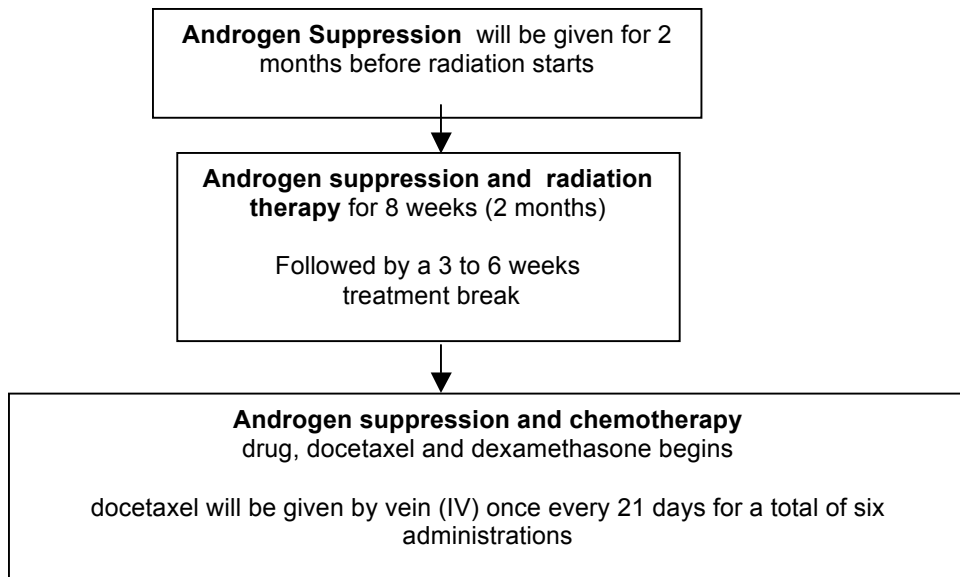 Androgen Suppression will be given for 2
months before radiation starts
Androgen suppression and radiation
therapy for 8 weeks (2 months)
Followed by a 3 to 6 weeks
treatment break
Androgen suppression and chemotherapy
drug, docetaxel and dexamethasone begins
docetaxel will be given by vein (IV) once every 21 days for a total of six
administrations